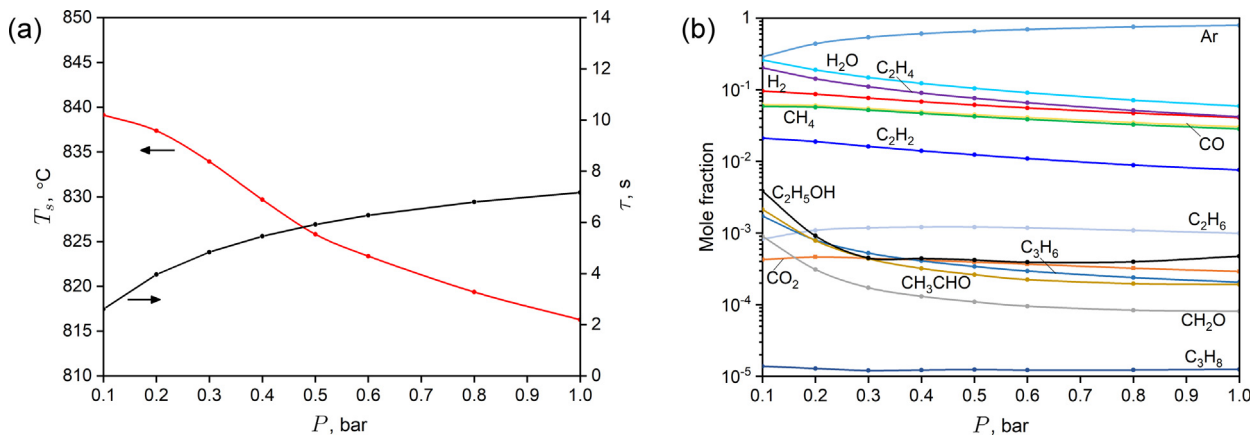 (a)
850
845
840
835
830
825
820
815
810
T_s, °C
14
12
10
8
6
4
2
0
τ, s
0.1 0.2 0.3 0.4 0.5 0.6 0.7 0.8 0.9 1.0
P, bar
(b)
1
10⁻¹
10⁻²
10⁻³
10⁻⁴
10⁻⁵
Mole fraction
Ar
H₂O
C₂H₄
H₂
CH₄
CO
C₂H₂
C₂H₅OH
C₂H₆
C₃H₆
CO₂
CH₃CHO
CH₂O
C₃H₈
0.1 0.2 0.3 0.4 0.5 0.6 0.7 0.8 0.9 1.0
P, bar